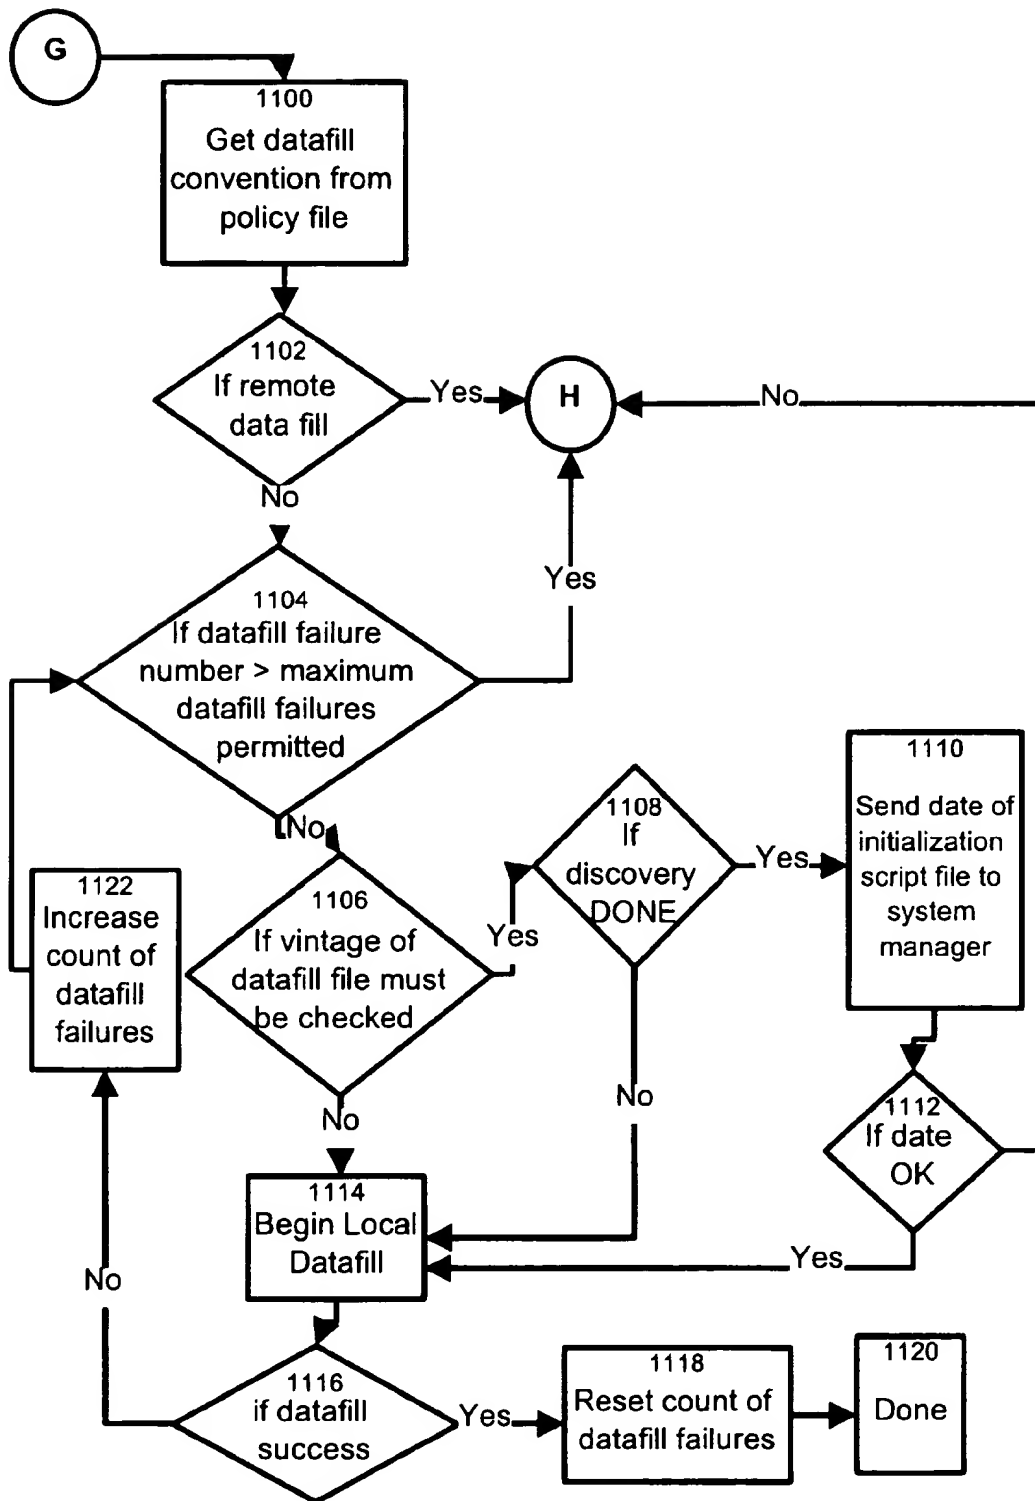 G
1100
Get datafill
convention from
policy file
1102
If remote
data fill
Yes
H
No
No
1104
If datafill failure
number > maximum
datafill failures
permitted
Yes
No
1106
If vintage of
datafill file must
be checked
Yes
1108
If
discovery
DONE
Yes
1110
Send date of
initialization
script file to
system
manager
1122
Increase
count of
datafill
failures
No
No
1112
If date
OK
Yes
1114
Begin Local
Datafill
No
1116
if datafill
success
Yes
1118
Reset count of
datafill failures
1120
Done